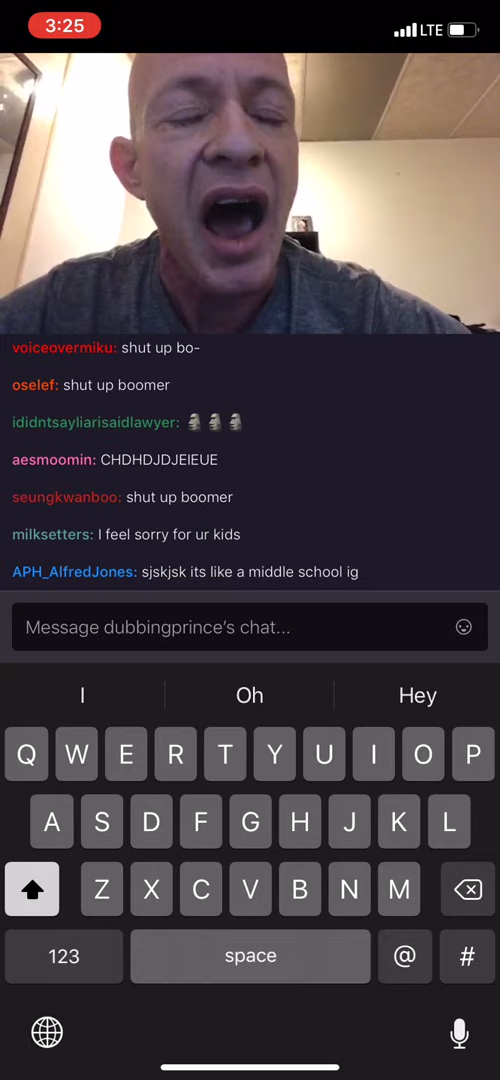 3:25
LTE
voiceovermiku: shut up bo-
oselef: shut up boomer
ididntsayliarisaidlawyer: 🗿 🗿 🗿
aesmoomin: CHDHDJDJEIEUE
seungkwanboo: shut up boomer
milksetters: I feel sorry for ur kids
APH_AlfredJones: sjskjsk its like a middle school ig
Message dubbingprince's chat...
I Oh Hey
Q W E R T Y U I O P
A S D F G H J K L
Z X C V B N M
123 space @ #